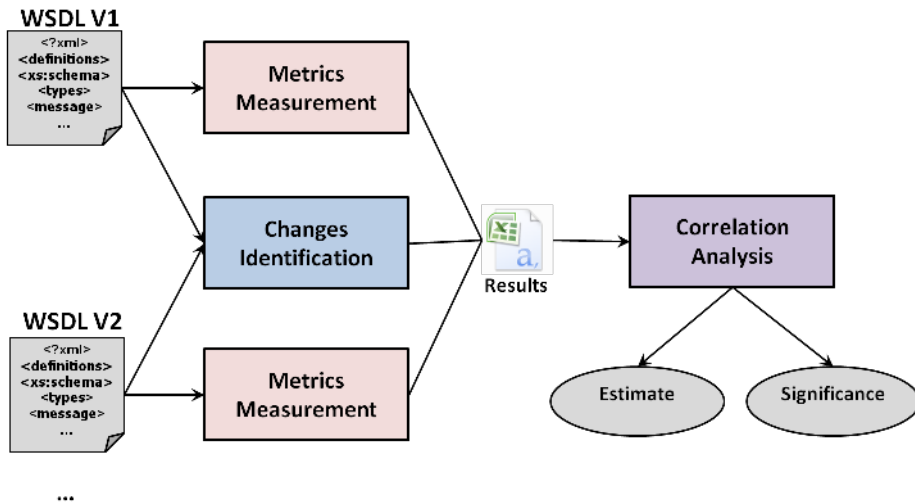 WSDL V1
<?xml>
<definitions>
<xs:schema>
<types>
<message>
...
Metrics
Measurement
Changes
Identification
X
a,
Results
Correlation
Analysis
WSDL V2
<?xml>
<definitions>
<xs:schema>
<types>
<message>
...
Metrics
Measurement
Estimate
Significance
...